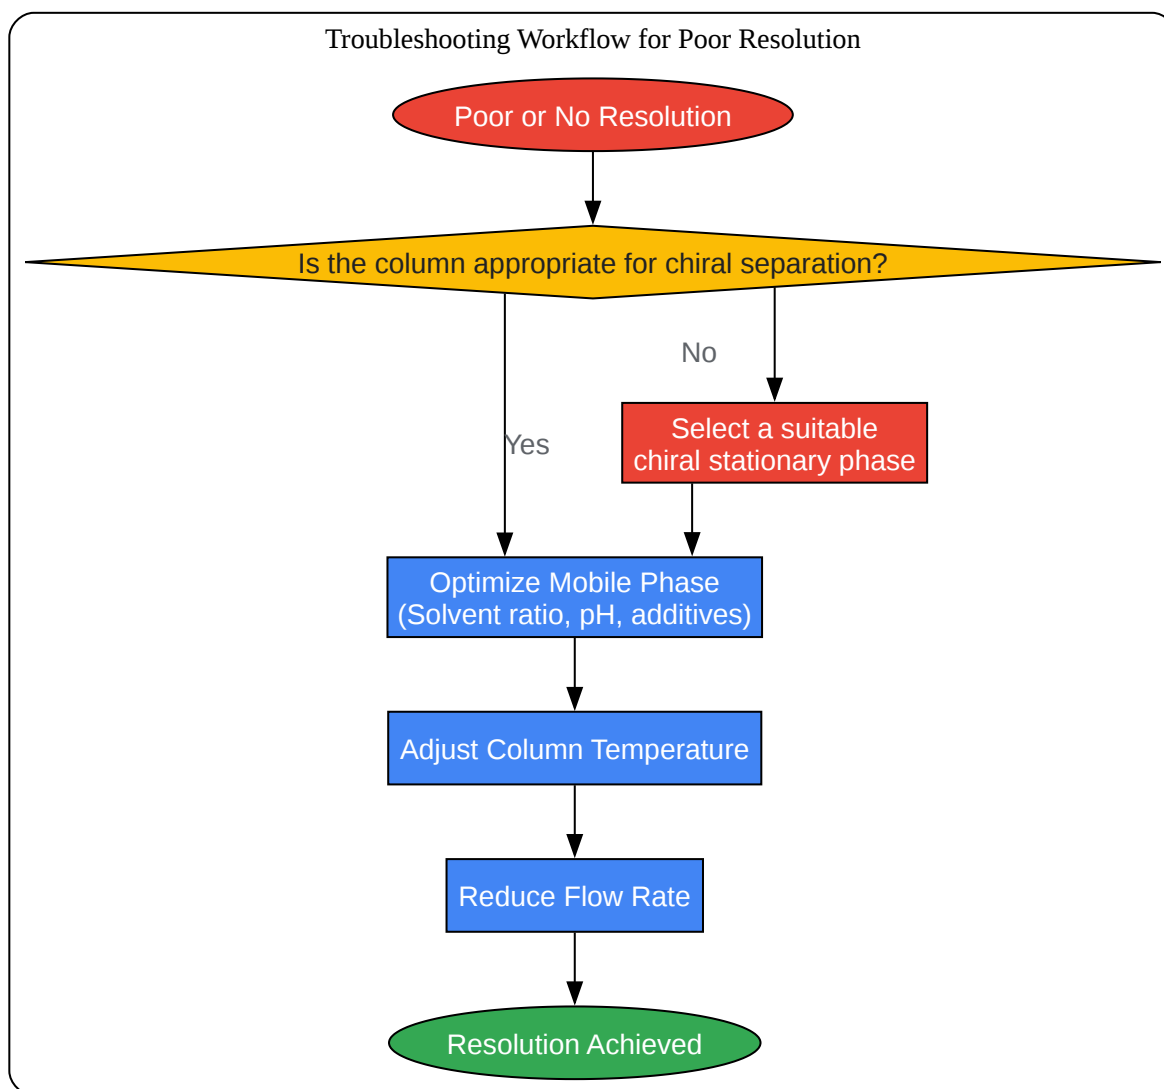 Troubleshooting Workflow for Poor Resolution
Poor or No Resolution
Is the column appropriate for chiral separation?
No
Select a suitable
chiral stationary phase
Yes
Optimize Mobile Phase
(Solvent ratio, pH, additives)
Adjust Column Temperature
Reduce Flow Rate
Resolution Achieved